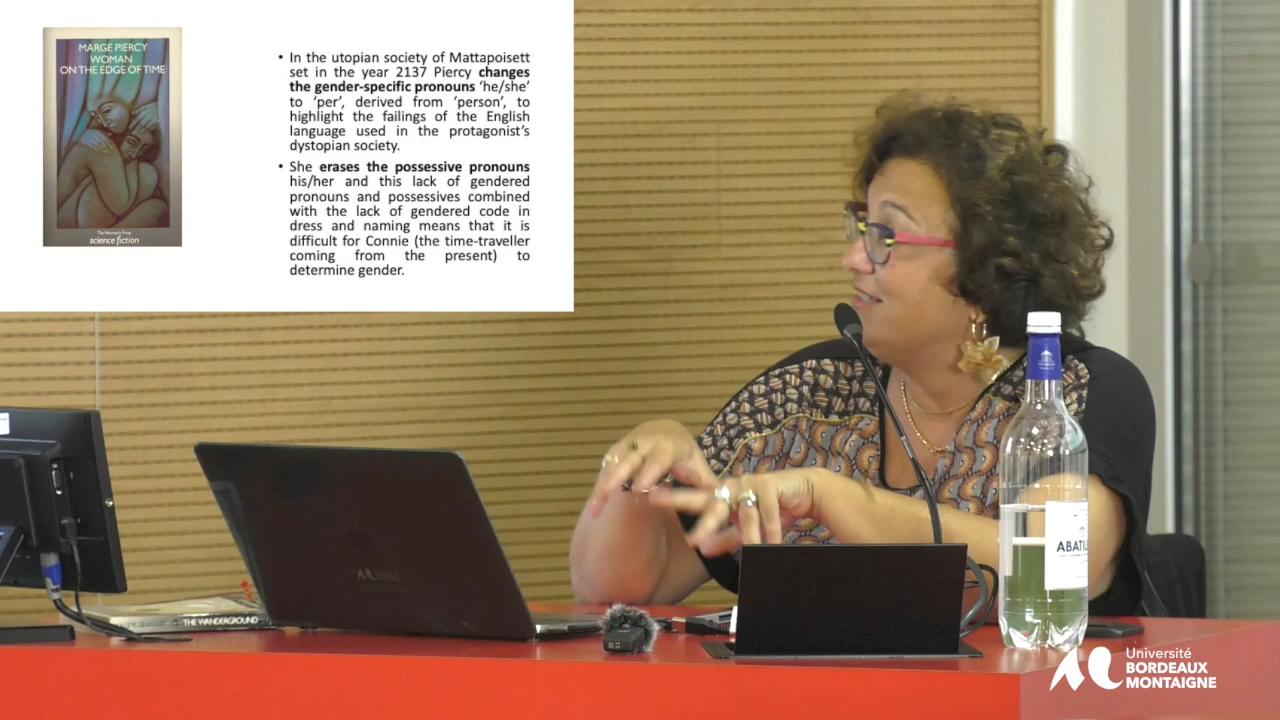 MARGE PIERCY
WOMAN
ON THE EDGE OF TIME
The Women's Press
science fiction
• In the utopian society of Mattapoisett
set in the year 2137 Piercy changes
the gender-specific pronouns ‘he/she’
to ‘per’, derived from ‘person’, to
highlight the failings of the English
language used in the protagonist’s
dystopian society.
• She erases the possessive pronouns
his/her and this lack of gendered
pronouns and possessives combined
with the lack of gendered code in
dress and naming means that it is
difficult for Connie (the time-traveller
coming from the present) to
determine gender.
THE WANDERGROUND
ABATIL
Université
BORDEAUX
MONTAIGNE